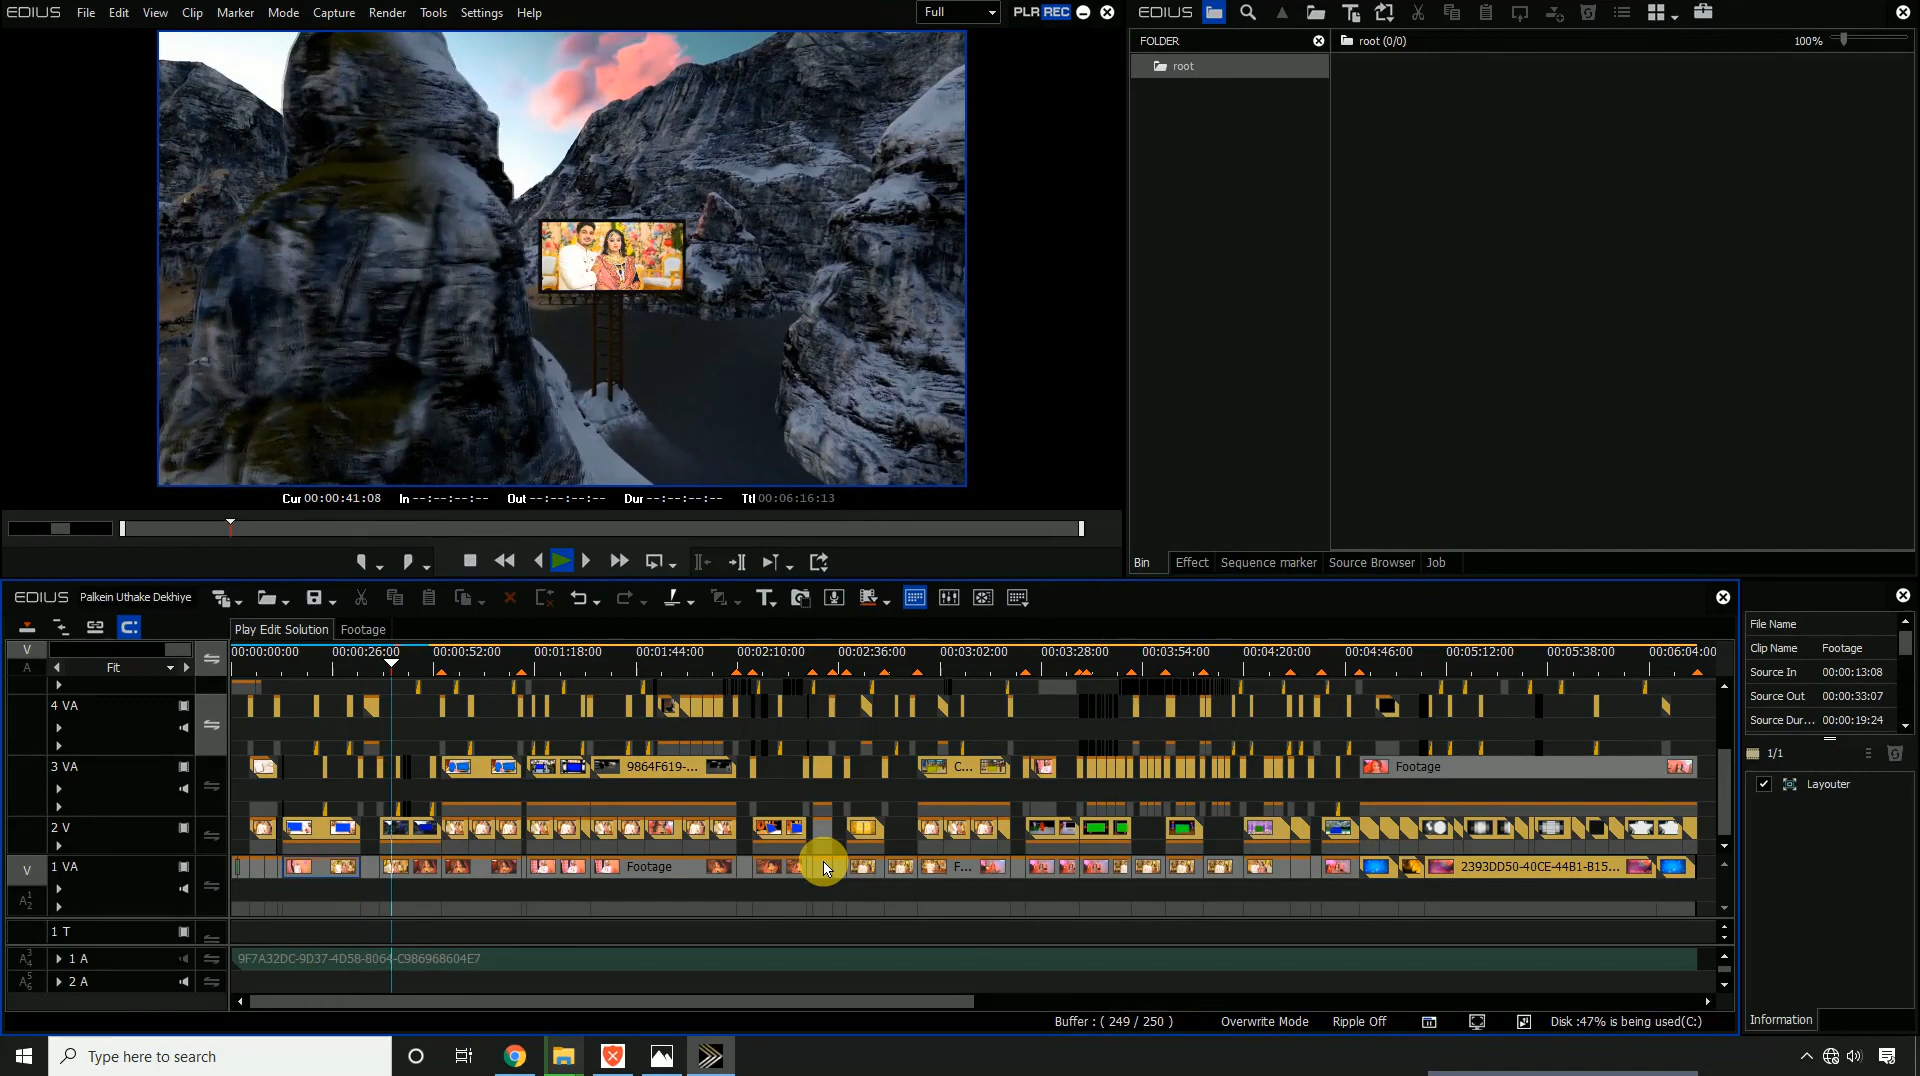 EDIUS File Edit View Clip Marker Mode Capture Render Tools Settings Help Full PLR REC
EDIUS
FOLDER root (0/0) 100%
root
Cur 00:00:41:08 In --:--:--:-- Out --:--:--:-- Dur --:--:--:-- Ttl 00:06:16:13
Bin Effect Sequence marker Source Browser Job
EDIUS Palkein Uthake Dekhiye
Play Edit Solution Footage
V 00:00:00:00 00:00:26:00 00:00:52:00 00:01:18:00 00:01:44:00 00:02:10:00 00:02:36:00 00:03:02:00 00:03:28:00 00:03:54:00 00:04:20:00 00:04:46:00 00:05:12:00 00:05:38:00 00:06:04:00
A Fit
4 VA
3 VA 9864F619-... C... Footage
2 V
V 1 VA Footage F... 2393DD50-40CE-44B1-B15...
A 1 2
1 T
A 3 4 1 A 9F7A32DC-9D37-4D58-8064-C986968604E7
A 5 6 2 A
Buffer : ( 249 / 250 ) Overwrite Mode Ripple Off Disk :47% is being used(C:)
File Name
Clip Name Footage
Source In 00:00:13:08
Source Out 00:00:33:07
Source Dur... 00:00:19:24
1/1
Layouter
Information
Type here to search